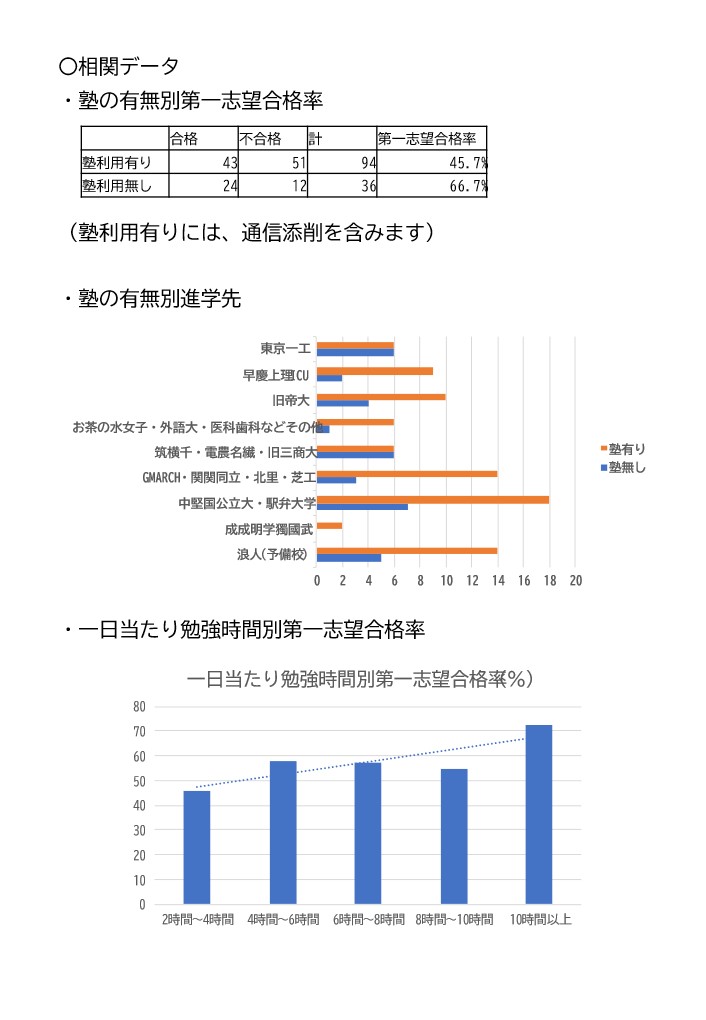 〇相関データ
・塾の有無別第一志望合格率
合格 不合格 計 第一志望合格率
塾利用有り 43 51 94 45.7%
塾利用無し 24 12 36 66.7%
（塾利用有りには、通信添削を含みます）
・塾の有無別進学先
東京一工
早慶上理ICU
旧帝大
お茶の水女子・外語大・医科歯科などその他
筑横千・電農名繊・旧三商大
GMARCH・関関同立・北里・芝工
中堅国公立大・駅弁大学
成成明学獨國武
浪人(予備校)
0 2 4 6 8 10 12 14 16 18 20
塾有り
塾無し
・一日当たり勉強時間別第一志望合格率
一日当たり勉強時間別第一志望合格率(％)
80
70
60
50
40
30
20
10
0
2時間～4時間 4時間～6時間 6時間～8時間 8時間～10時間 10時間以上